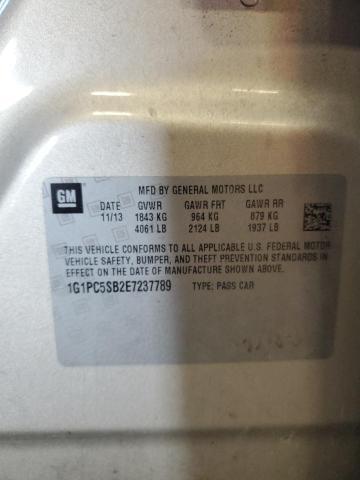 GM
MFD BY GENERAL MOTORS LLC
DATE GVWR GAWR FRT GAWR RR
11/13 1843 KG 964 KG 879 KG
4061 LB 2124 LB 1937 LB
THIS VEHICLE CONFORMS TO ALL APPLICABLE U.S. FEDERAL MOTOR
VEHICLE SAFETY, BUMPER, AND THEFT PREVENTION STANDARDS IN
EFFECT ON THE DATE OF MANUFACTURE SHOWN ABOVE.
1G1PC5SB2E7237789 TYPE: PASS CAR